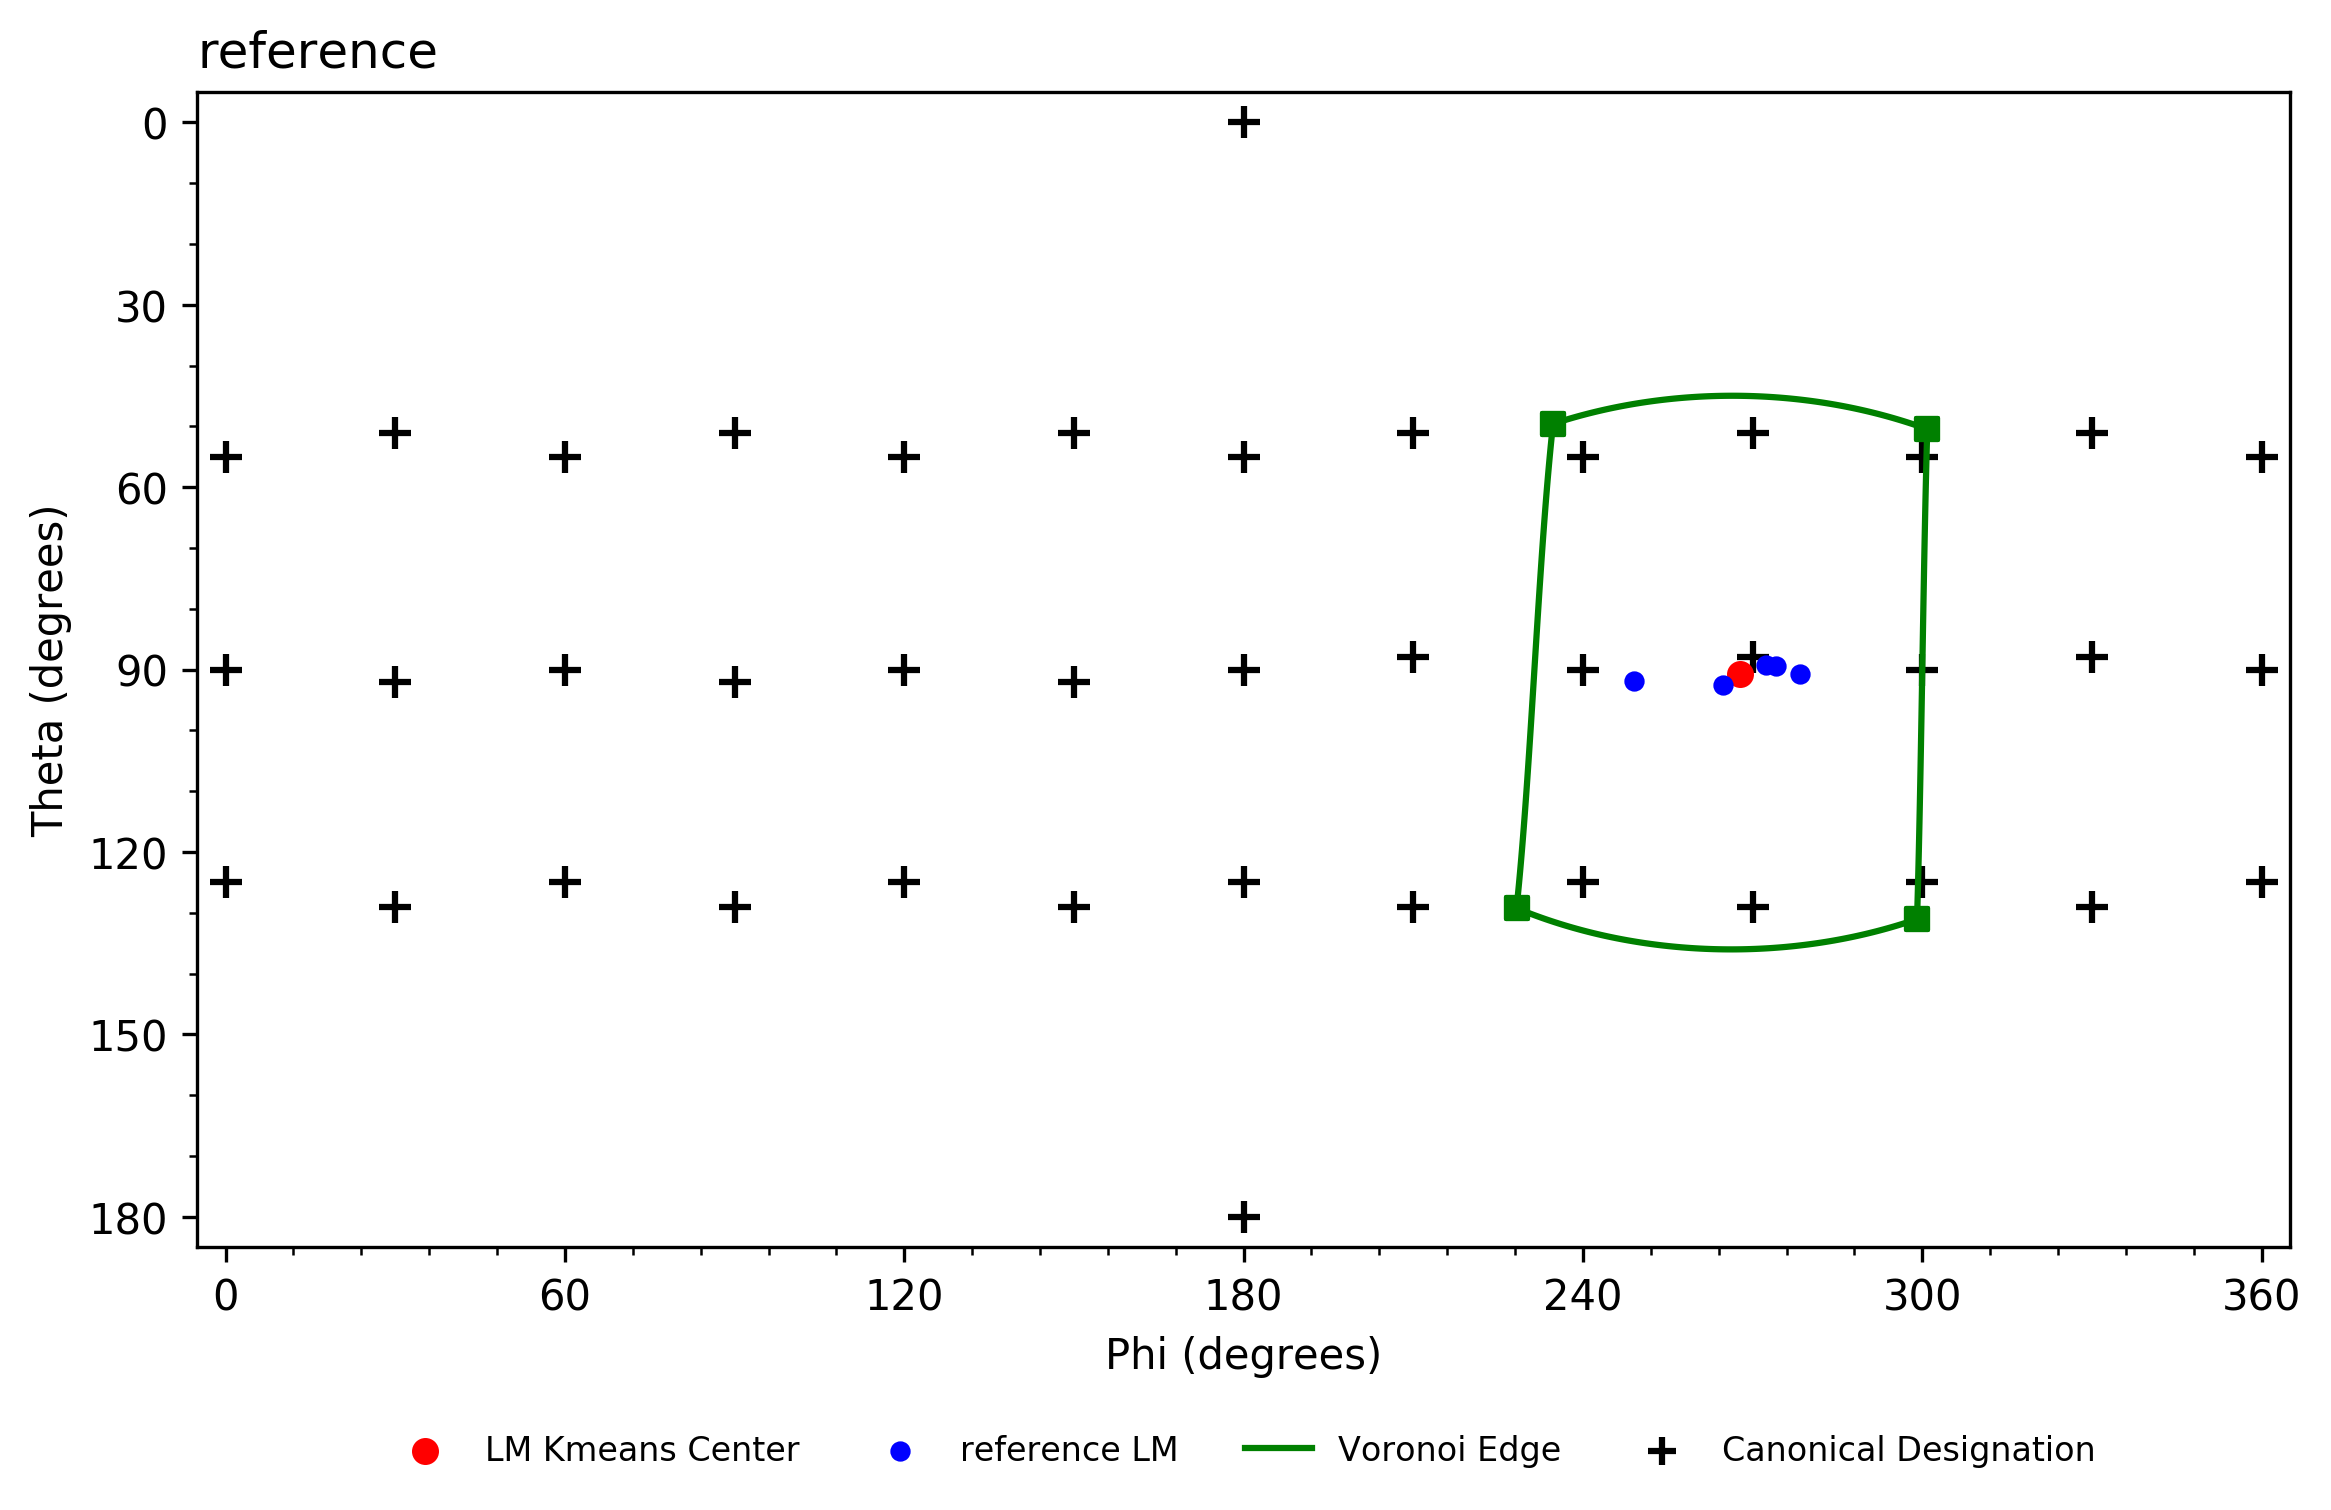 reference
0
30
60
90
120
150
180
Theta (degrees)
0 60 120 180 240 300 360
Phi (degrees)
LM Kmeans Center reference LM Voronoi Edge Canonical Designation